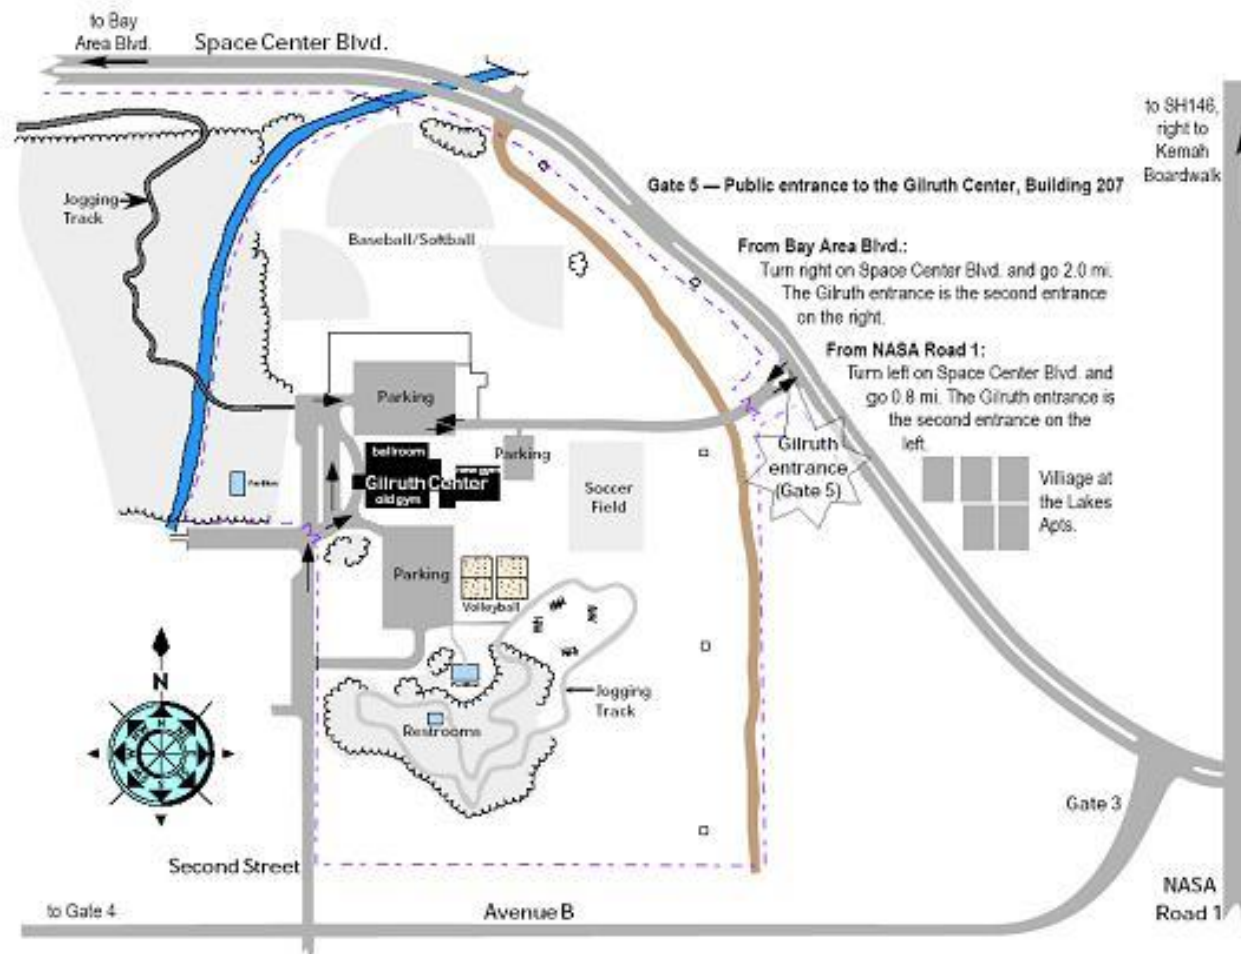 to Bay
Area Blvd.
Space Center Blvd.
to SH146,
right to
Kemah
Boardwalk
Gate 5 — Public entrance to the Gilruth Center, Building 207
Jogging
Track
Baseball/Softball
From Bay Area Blvd.:
Turn right on Space Center Blvd. and go 2.0 mi.
The Gilruth entrance is the second entrance
on the right.
From NASA Road 1:
Turn left on Space Center Blvd. and
go 0.8 mi. The Gilruth entrance is
the second entrance on the
left.
Parking
ballroom
Parking
Gilruth
entrance
(Gate 5)
new gym
Gilruth Center
old gym
Pavilion
Soccer
Field
Villiage at
the Lakes
Apts.
Parking
Volleyball
N
Jogging
Track
Restrooms
Gate 3
Second Street
NASA
Road 1
to Gate 4
Avenue B